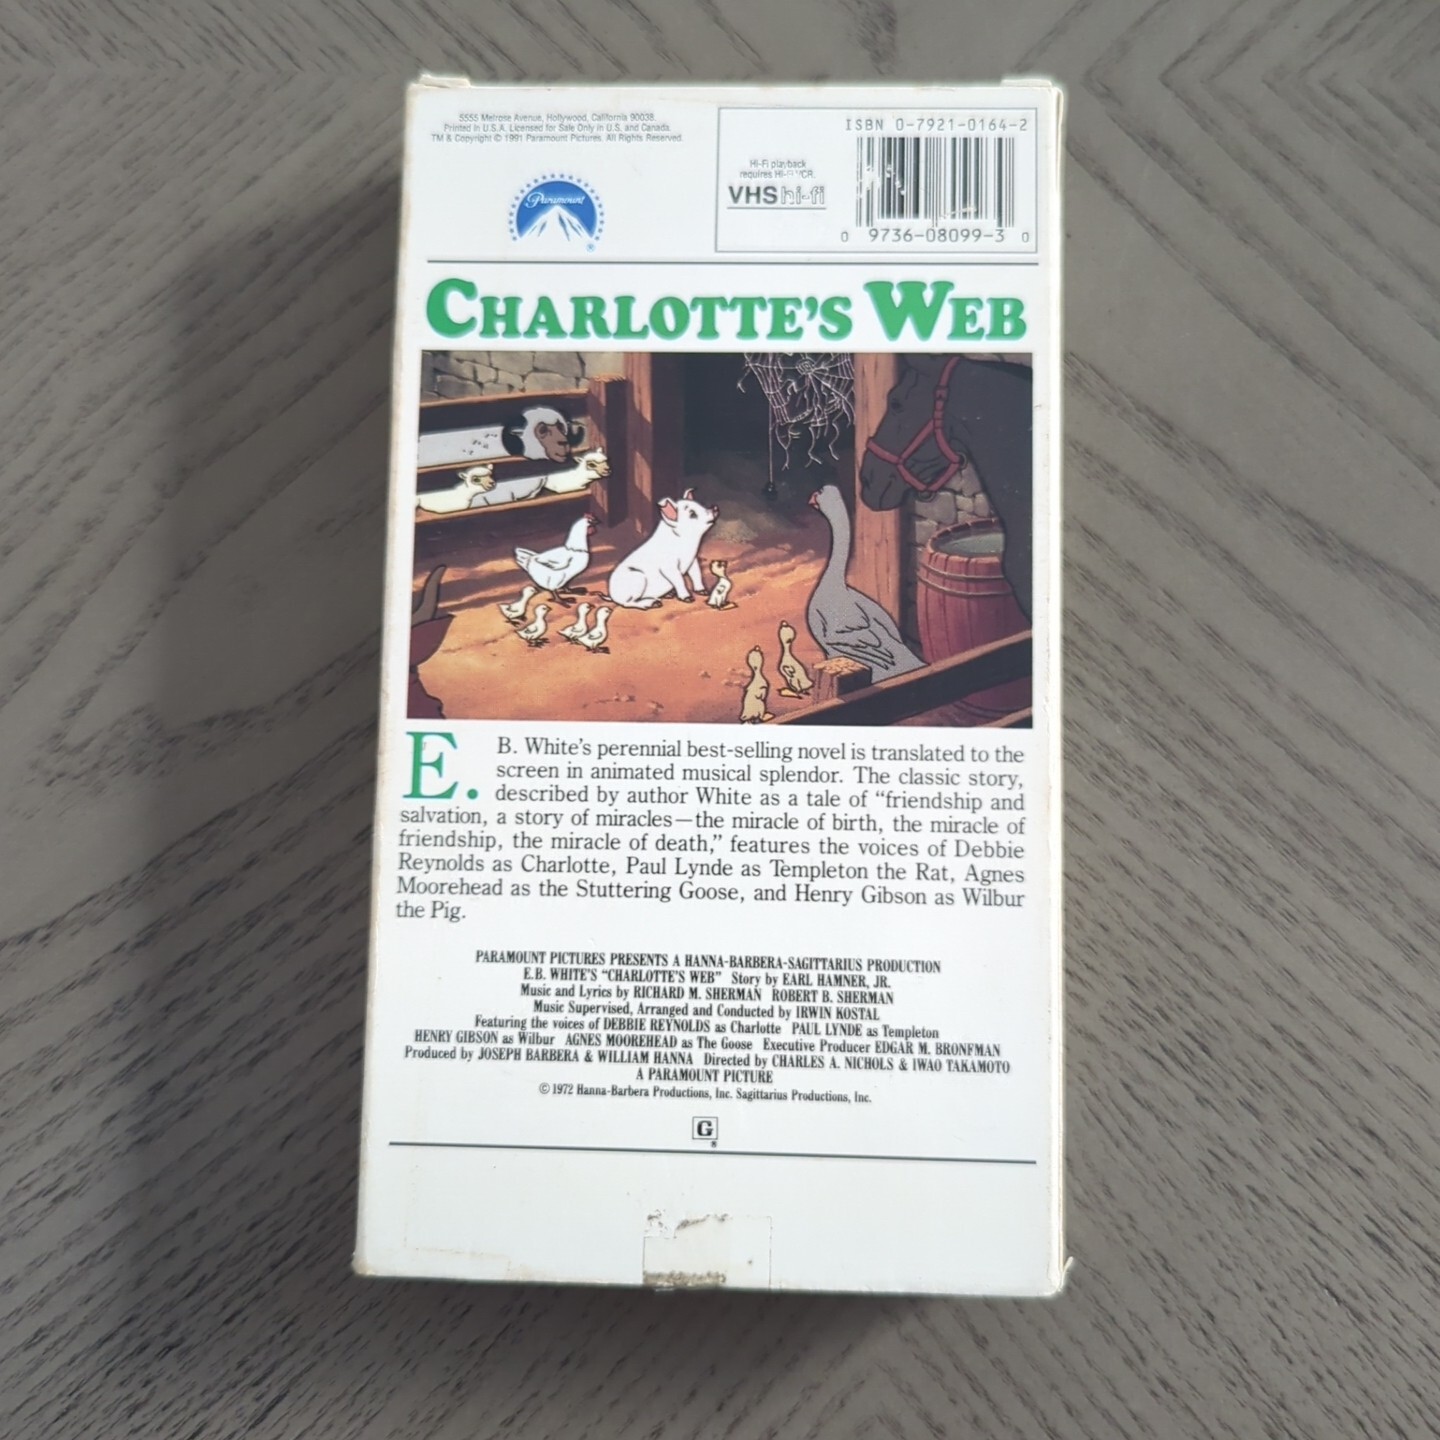 5555 Melrose Avenue, Hollywood, California 90038.
Printed in U.S.A. Licensed for Sale Only in U.S. and Canada.
TM & Copyright © 1991 Paramount Pictures. All Rights Reserved.
Paramount
®
ISBN 0-7921-0164-2
Hi-Fi playback
requires Hi-Fi VCR.
VHS hi-fi
0 9736-08099-3 0
CHARLOTTE'S WEB
E. B. White's perennial best-selling novel is translated to the
screen in animated musical splendor. The classic story,
described by author White as a tale of “friendship and
salvation, a story of miracles—the miracle of birth, the miracle of
friendship, the miracle of death,” features the voices of Debbie
Reynolds as Charlotte, Paul Lynde as Templeton the Rat, Agnes
Moorehead as the Stuttering Goose, and Henry Gibson as Wilbur
the Pig.
PARAMOUNT PICTURES PRESENTS A HANNA-BARBERA-SAGITTARIUS PRODUCTION
E.B. WHITE'S “CHARLOTTE'S WEB” Story by EARL HAMNER, JR.
Music and Lyrics by RICHARD M. SHERMAN ROBERT B. SHERMAN
Music Supervised, Arranged and Conducted by IRWIN KOSTAL
Featuring the voices of DEBBIE REYNOLDS as Charlotte PAUL LYNDE as Templeton
HENRY GIBSON as Wilbur AGNES MOOREHEAD as The Goose Executive Producer EDGAR M. BRONFMAN
Produced by JOSEPH BARBERA & WILLIAM HANNA Directed by CHARLES A. NICHOLS & IWAO TAKAMOTO
A PARAMOUNT PICTURE
© 1972 Hanna-Barbera Productions, Inc. Sagittarius Productions, Inc.
G
®